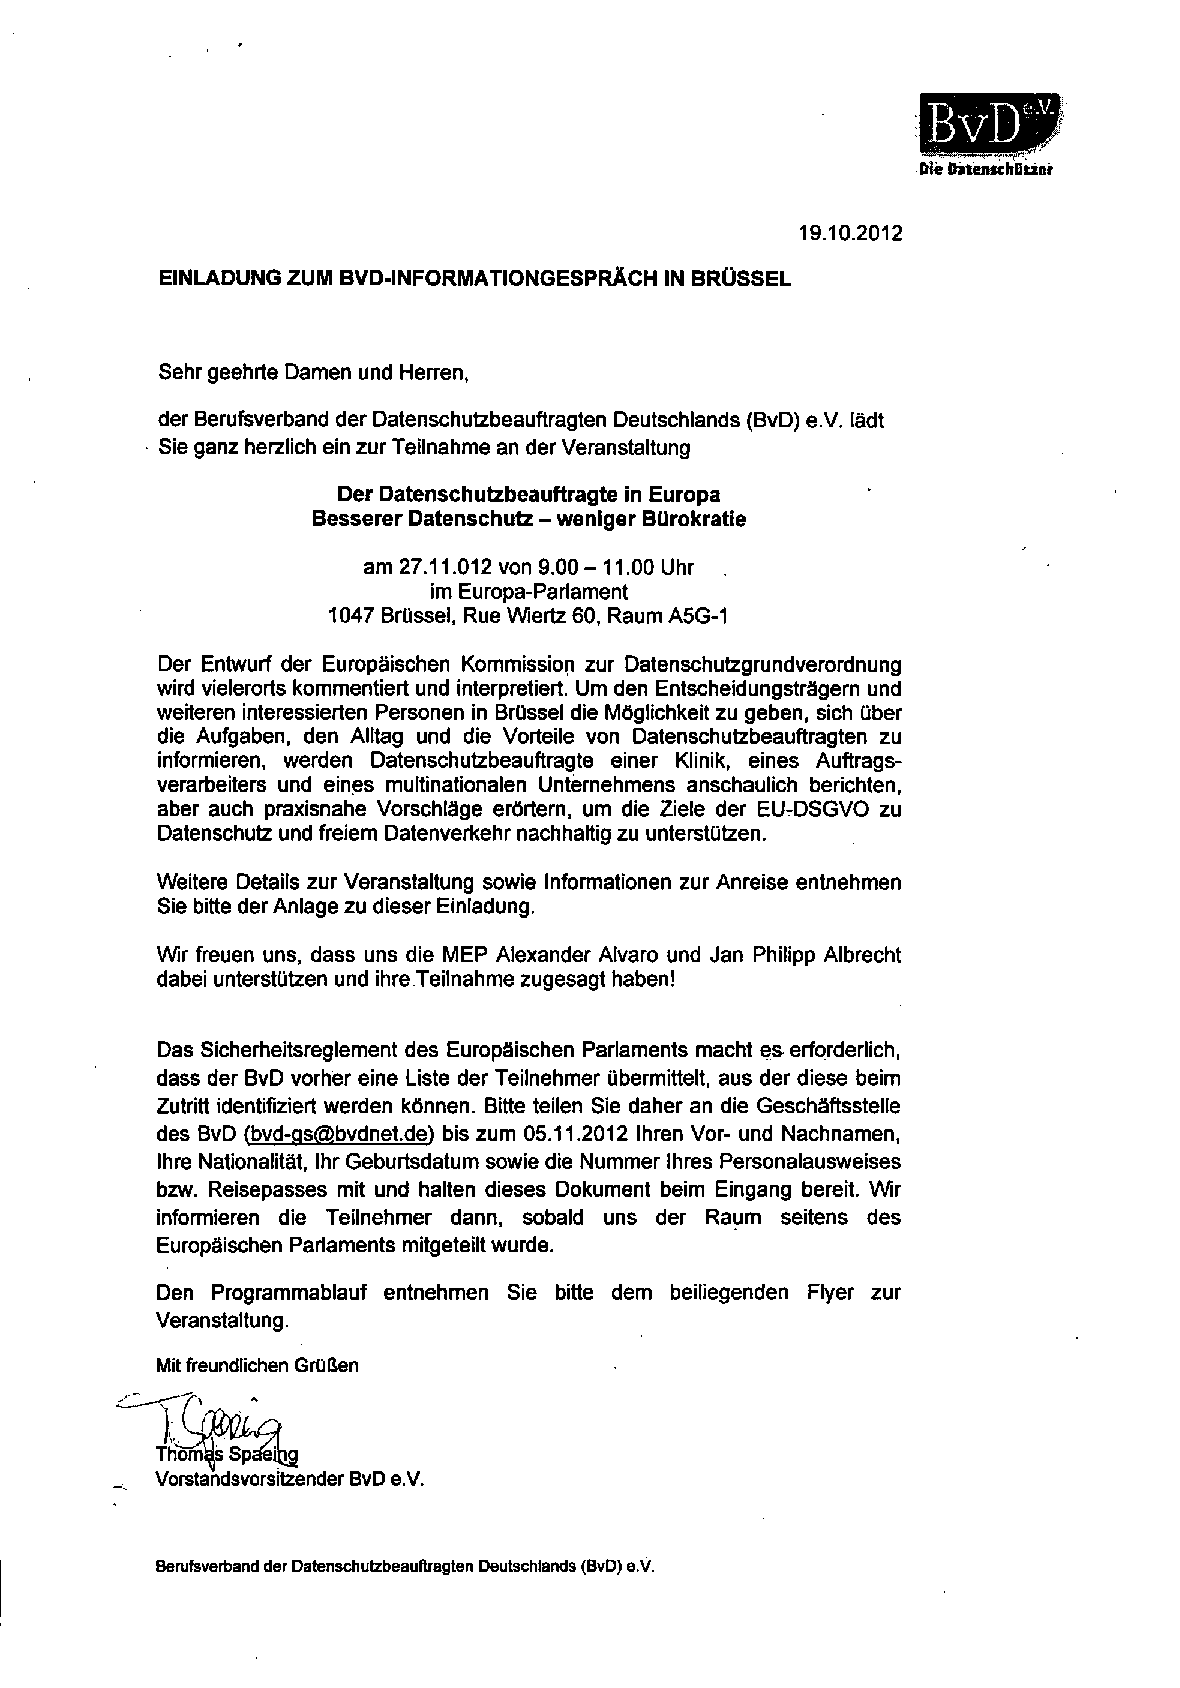 BvD e.V.
Die Datenschützer
19.10.2012
EINLADUNG ZUM BVD-INFORMATIONGESPRÄCH IN BRÜSSEL
Sehr geehrte Damen und Herren,
der Berufsverband der Datenschutzbeauftragten Deutschlands (BvD) e.V. lädt
Sie ganz herzlich ein zur Teilnahme an der Veranstaltung
Der Datenschutzbeauftragte in Europa
Besserer Datenschutz – weniger Bürokratie
am 27.11.012 von 9.00 – 11.00 Uhr
im Europa-Parlament
1047 Brüssel, Rue Wiertz 60, Raum A5G-1
Der Entwurf der Europäischen Kommission zur Datenschutzgrundverordnung
wird vielerorts kommentiert und interpretiert. Um den Entscheidungsträgern und
weiteren interessierten Personen in Brüssel die Möglichkeit zu geben, sich über
die Aufgaben, den Alltag und die Vorteile von Datenschutzbeauftragten zu
informieren, werden Datenschutzbeauftragte einer Klinik, eines Auftrags-
verarbeiters und eines multinationalen Unternehmens anschaulich berichten,
aber auch praxisnahe Vorschläge erörtern, um die Ziele der EU-DSGVO zu
Datenschutz und freiem Datenverkehr nachhaltig zu unterstützen.
Weitere Details zur Veranstaltung sowie Informationen zur Anreise entnehmen
Sie bitte der Anlage zu dieser Einladung.
Wir freuen uns, dass uns die MEP Alexander Alvaro und Jan Philipp Albrecht
dabei unterstützen und ihre Teilnahme zugesagt haben!
Das Sicherheitsreglement des Europäischen Parlaments macht es erforderlich,
dass der BvD vorher eine Liste der Teilnehmer übermittelt, aus der diese beim
Zutritt identifiziert werden können. Bitte teilen Sie daher an die Geschäftsstelle
des BvD (bvd-gs@bvdnet.de) bis zum 05.11.2012 Ihren Vor- und Nachnamen,
Ihre Nationalität, Ihr Geburtsdatum sowie die Nummer Ihres Personalausweises
bzw. Reisepasses mit und halten dieses Dokument beim Eingang bereit. Wir
informieren die Teilnehmer dann, sobald uns der Raum seitens des
Europäischen Parlaments mitgeteilt wurde.
Den Programmablauf entnehmen Sie bitte dem beiliegenden Flyer zur
Veranstaltung.
Mit freundlichen Grüßen
T. Spaeing
Thomas Spaeing
Vorstandsvorsitzender BvD e.V.
Berufsverband der Datenschutzbeauftragten Deutschlands (BvD) e.V.